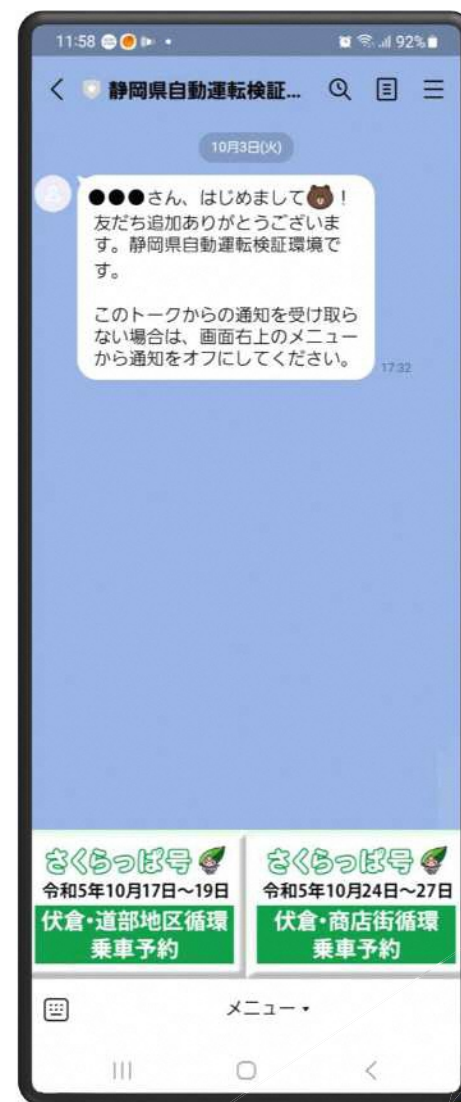 11:58
92%
静岡県自動運転検証...
10月3日(火)
●●●さん、はじめまして🐻!
友だち追加ありがとうございま
す。静岡県自動運転検証環境で
す。
このトークからの通知を受け取ら
ない場合は、画面右上のメニュー
から通知をオフにしてください。
17:32
さくらっぱ号
令和5年10月17日～19日
伏倉・道部地区循環
乗車予約
さくらっぱ号
令和5年10月24日～27日
伏倉・商店街循環
乗車予約
メニュー